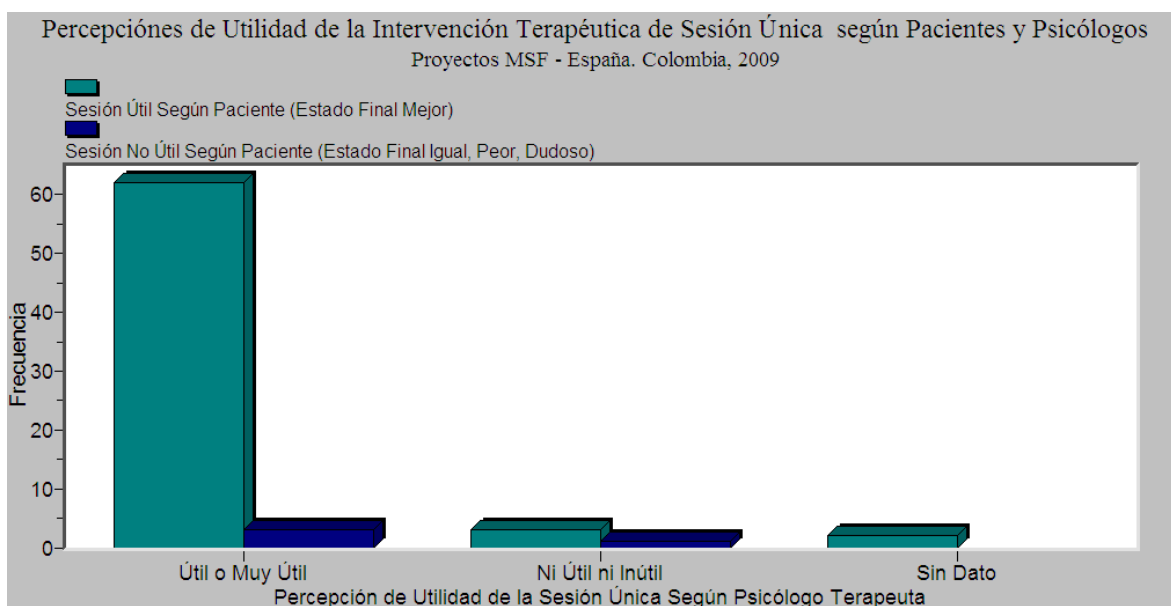 Percepciónes de Utilidad de la Intervención Terapéutica de Sesión Única según Pacientes y Psicólogos
Proyectos MSF - España. Colombia, 2009
Sesión Útil Según Paciente (Estado Final Mejor)
Sesión No Útil Según Paciente (Estado Final Igual, Peor, Dudoso)
Frecuencia
60
50
40
30
20
10
0
Útil o Muy Útil
Ni Útil ni Inútil
Sin Dato
Percepción de Utilidad de la Sesión Única Según Psicólogo Terapeuta